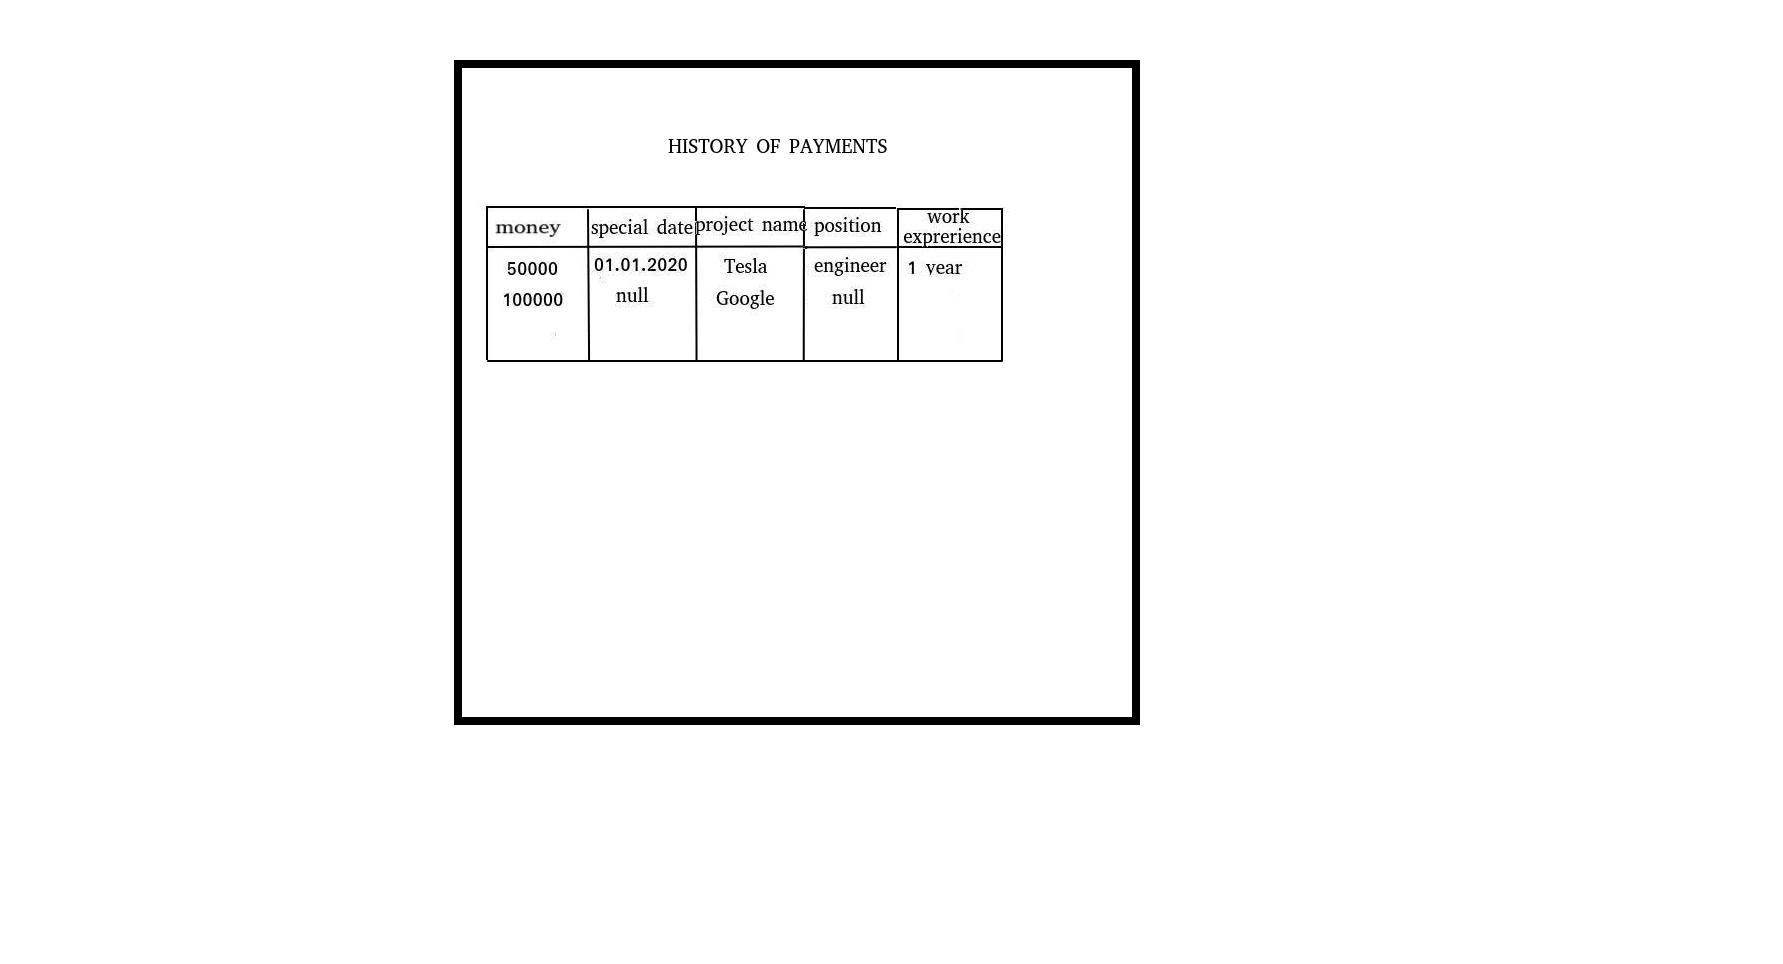 HISTORY OF PAYMENTS
money special date project name position work exprerience
50000 01.01.2020 Tesla engineer 1 year
100000 null Google null